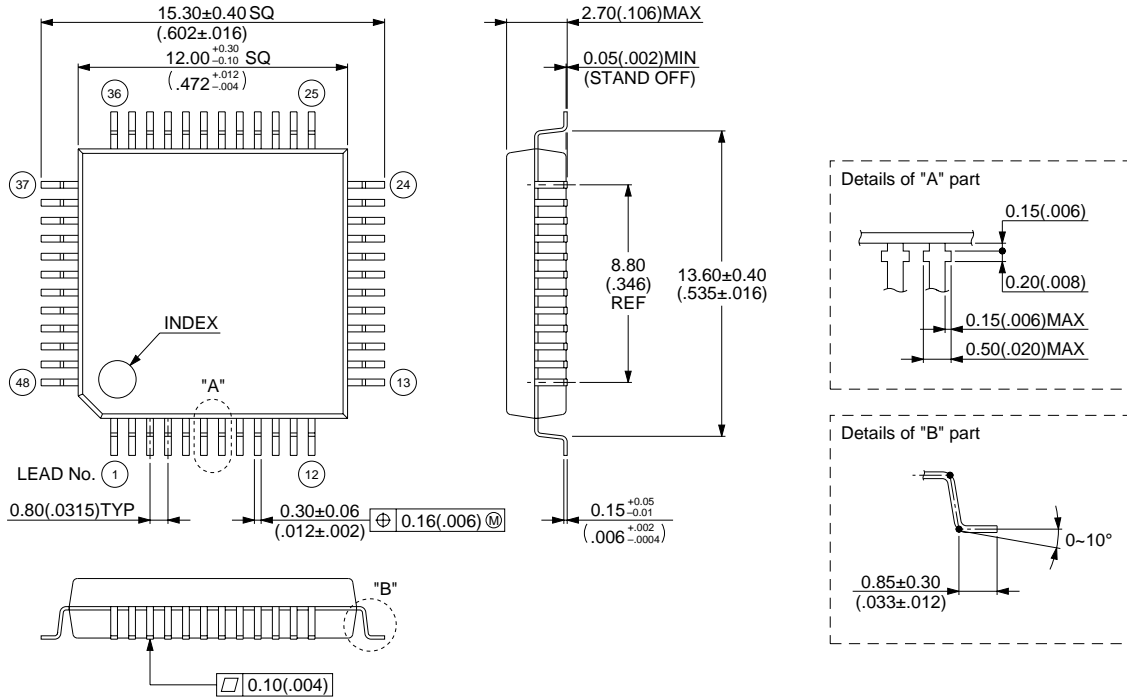 15.30±0.40 SQ
(.602±.016)
12.00 +0.30 -0.10 SQ
(.472 +.012 -.004)
36
25
37
24
INDEX
48
13
"A"
LEAD No.
1
12
0.80(.0315)TYP
0.30±0.06
(.012±.002)
⌖ 0.16(.006) Ⓜ
"B"
⏥ 0.10(.004)
2.70(.106)MAX
0.05(.002)MIN
(STAND OFF)
8.80
(.346)
REF
13.60±0.40
(.535±.016)
0.15 +0.05 -0.01
(.006 +.002 -.0004)
Details of "A" part
0.15(.006)
0.20(.008)
0.15(.006)MAX
0.50(.020)MAX
Details of "B" part
0~10°
0.85±0.30
(.033±.012)